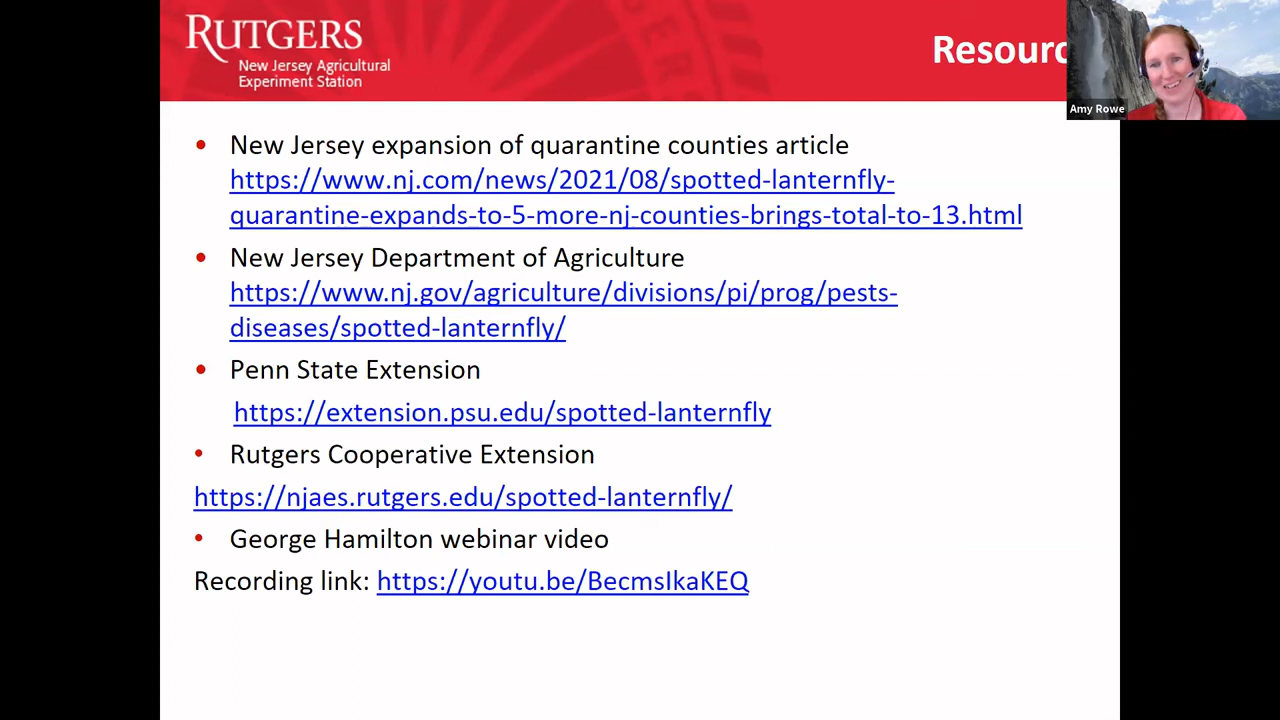 RUTGERS
New Jersey Agricultural
Experiment Station
Resourc
Amy Rowe
• New Jersey expansion of quarantine counties article
https://www.nj.com/news/2021/08/spotted-lanternfly-
quarantine-expands-to-5-more-nj-counties-brings-total-to-13.html
• New Jersey Department of Agriculture
https://www.nj.gov/agriculture/divisions/pi/prog/pests-
diseases/spotted-lanternfly/
• Penn State Extension
https://extension.psu.edu/spotted-lanternfly
• Rutgers Cooperative Extension
https://njaes.rutgers.edu/spotted-lanternfly/
• George Hamilton webinar video
Recording link: https://youtu.be/BecmsIkaKEQ